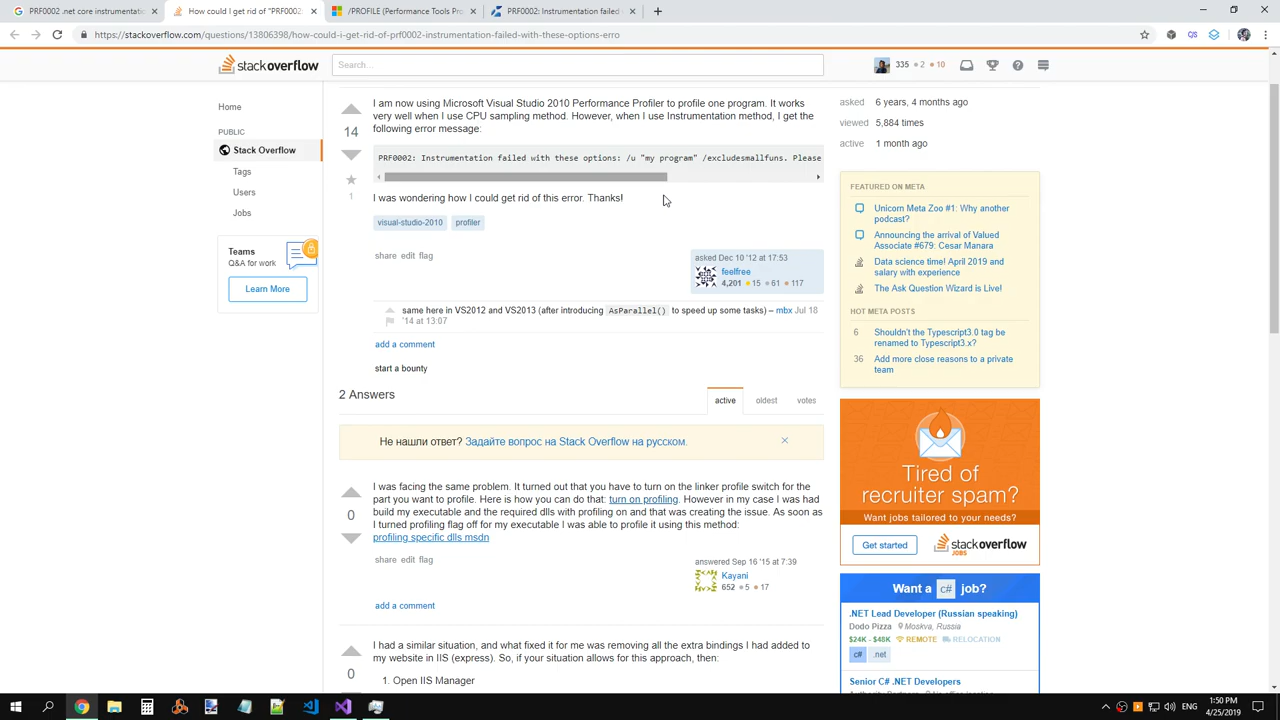 PRF0002 .net core instrumentati
How could I get rid of "PRF0002:
/PROFILE (Performance Tools Pro
PRF0002: Instrumentation failed
https://stackoverflow.com/questions/13806398/how-could-i-get-rid-of-prf0002-instrumentation-failed-with-these-options-erro
stackoverflow
Search...
335 2 10
Home
PUBLIC
Stack Overflow
Tags
Users
Jobs
Teams
Q&A for work
Learn More
14
1
I am now using Microsoft Visual Studio 2010 Performance Profiler to profile one program. It works
very well when I use CPU sampling method. However, when I use Instrumentation method, I get the
following error message:
PRF0002: Instrumentation failed with these options: /u "my program" /excludesmallfuns. Please
I was wondering how I could get rid of this error. Thanks!
visual-studio-2010 profiler
share edit flag
asked Dec 10 '12 at 17:53
feelfree
4,201 15 61 117
same here in VS2012 and VS2013 (after introducing AsParallel() to speed up some tasks) – mbx Jul 18
'14 at 13:07
add a comment
start a bounty
2 Answers
active oldest votes
Не нашли ответ? Задайте вопрос на Stack Overflow на русском.
0
I was facing the same problem. It turned out that you have to turn on the linker profile switch for the
part you want to profile. Here is how you can do that: turn on profiling. However in my case I was had
build my executable and the required dlls with profiling on and that was creating the issue. As soon as
I turned profiling flag off for my executable I was able to profile it using this method:
profiling specific dlls msdn
share edit flag
answered Sep 16 '15 at 7:39
Kayani
652 5 17
add a comment
0
I had a similar situation, and what fixed it for me was removing all the extra bindings I had added to
my website in IIS (express). So, if your situation allows for this approach, then:
1. Open IIS Manager
asked 6 years, 4 months ago
viewed 5,884 times
active 1 month ago
FEATURED ON META
Unicorn Meta Zoo #1: Why another
podcast?
Announcing the arrival of Valued
Associate #679: Cesar Manara
Data science time! April 2019 and
salary with experience
The Ask Question Wizard is Live!
HOT META POSTS
6 Shouldn't the Typescript3.0 tag be
renamed to Typescript3.x?
36 Add more close reasons to a private
team
Tired of
recruiter spam?
Want jobs tailored to your needs?
Get started
stackoverflow
JOBS
Want a c# job?
.NET Lead Developer (Russian speaking)
Dodo Pizza Moskva, Russia
$24K - $48K REMOTE RELOCATION
c# .net
Senior C# .NET Developers
ENG
1:50 PM
4/25/2019